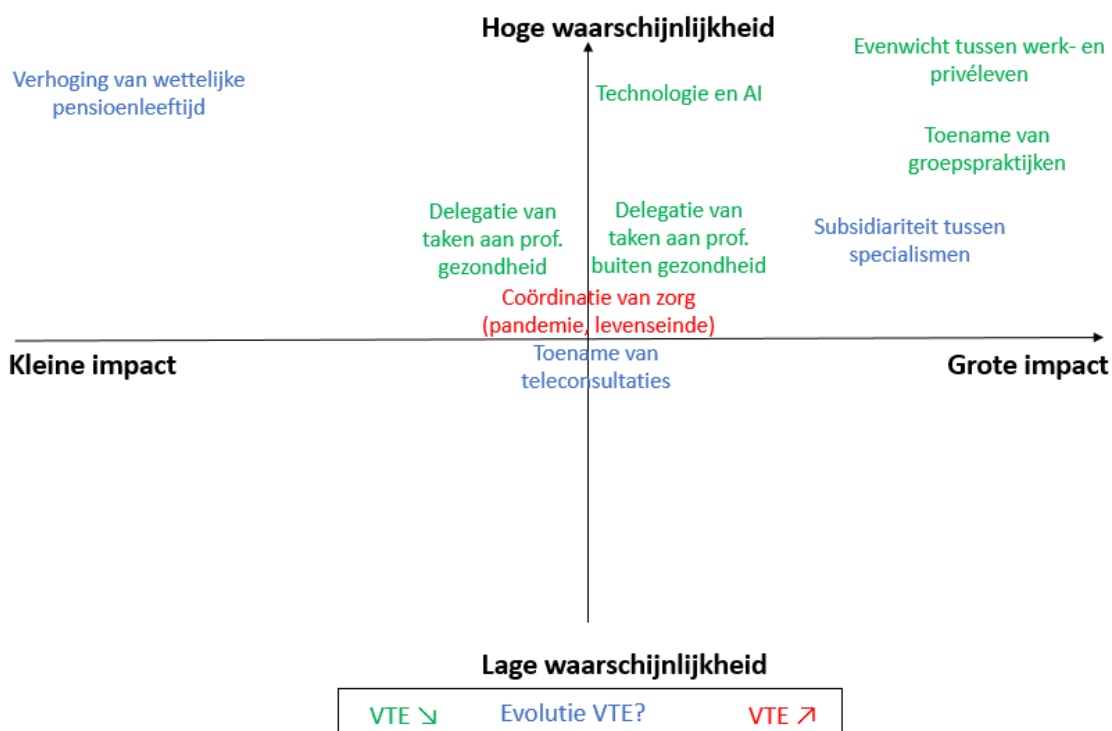 Hoge waarschijnlijkheid
Evenwicht tussen werk- en
privéleven
Verhoging van wettelijke
pensioenleeftijd
Technologie en AI
Toename van
groepspraktijken
Delegatie van
taken aan prof.
gezondheid
Delegatie van
taken aan prof.
buiten gezondheid
Subsidiariteit tussen
specialismen
Coördinatie van zorg
(pandemie, levenseinde)
Kleine impact
Toename van
teleconsultaties
Grote impact
Lage waarschijnlijkheid
VTE ↘ Evolutie VTE? VTE ↗